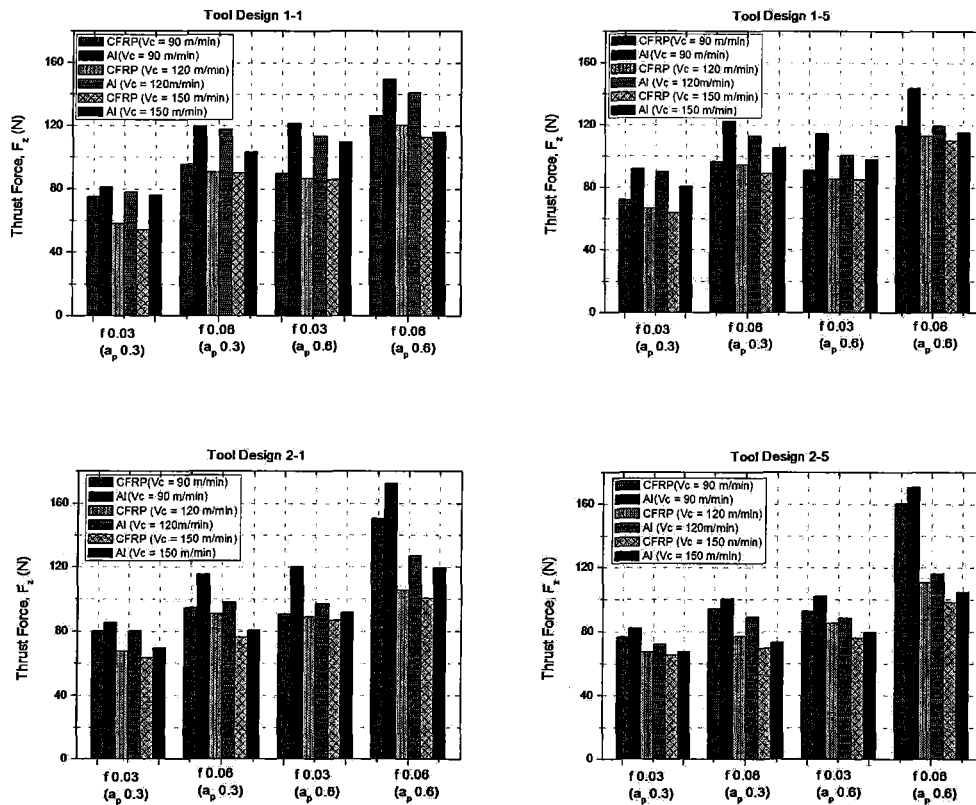 Tool Design 1-1
Thrust Force, Fz (N)
160
120
80
40
0
CFRP(Vc = 90 m/min)
Al (Vc = 90 m/min)
CFRP (Vc = 120 m/min)
Al (Vc = 120m/min)
CFRP (Vc = 150 m/min)
Al (Vc = 150 m/min)
f 0.03
(ap 0.3)
f 0.06
(ap 0.3)
f 0.03
(ap 0.6)
f 0.06
(ap 0.6)
Tool Design 1-5
Thrust Force, Fz (N)
160
120
80
40
0
CFRP(Vc = 90 m/min)
Al(Vc = 90 m/min)
CFRP (Vc = 120 m/min)
Al (Vc = 120m/min)
CFRP (Vc = 150 m/min)
Al (Vc = 150 m/min)
f 0.03
(ap 0.3)
f 0.06
(ap 0.3)
f 0.03
(ap 0.6)
f 0.06
(ap 0.6)
Tool Design 2-1
Thrust Force, Fz (N)
160
120
80
40
0
CFRP(Vc = 90 m/min)
Al(Vc = 90 m/min)
CFRP (Vc = 120 m/min)
Al (Vc = 120m/min)
CFRP (Vc = 150 m/min)
Al (Vc = 150 m/min)
f 0.03
(ap 0.3)
f 0.06
(ap 0.3)
f 0.03
(ap 0.6)
f 0.06
(ap 0.6)
Tool Design 2-5
Thrust Force, Fz (N)
160
120
80
40
0
CFRP(Vc = 90 m/min)
Al(Vc = 90 m/min)
CFRP (Vc = 120 m/min)
Al (Vc = 120m/min)
CFRP (Vc = 150 m/min)
Al (Vc = 150 m/min)
f 0.03
(ap 0.3)
f 0.06
(ap 0.3)
f 0.03
(ap 0.6)
f 0.06
(ap 0.6)